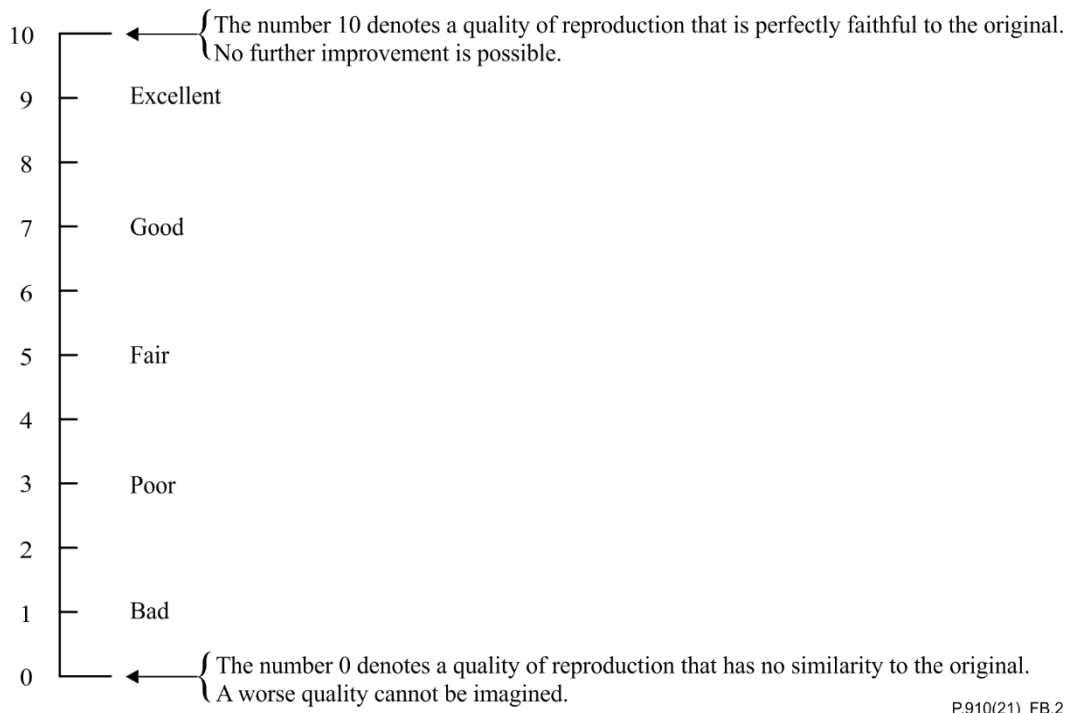 10
The number 10 denotes a quality of reproduction that is perfectly faithful to the original.
No further improvement is possible.
9 Excellent
8
7 Good
6
5 Fair
4
3 Poor
2
1 Bad
0
The number 0 denotes a quality of reproduction that has no similarity to the original.
A worse quality cannot be imagined.
P.910(21)_FB.2